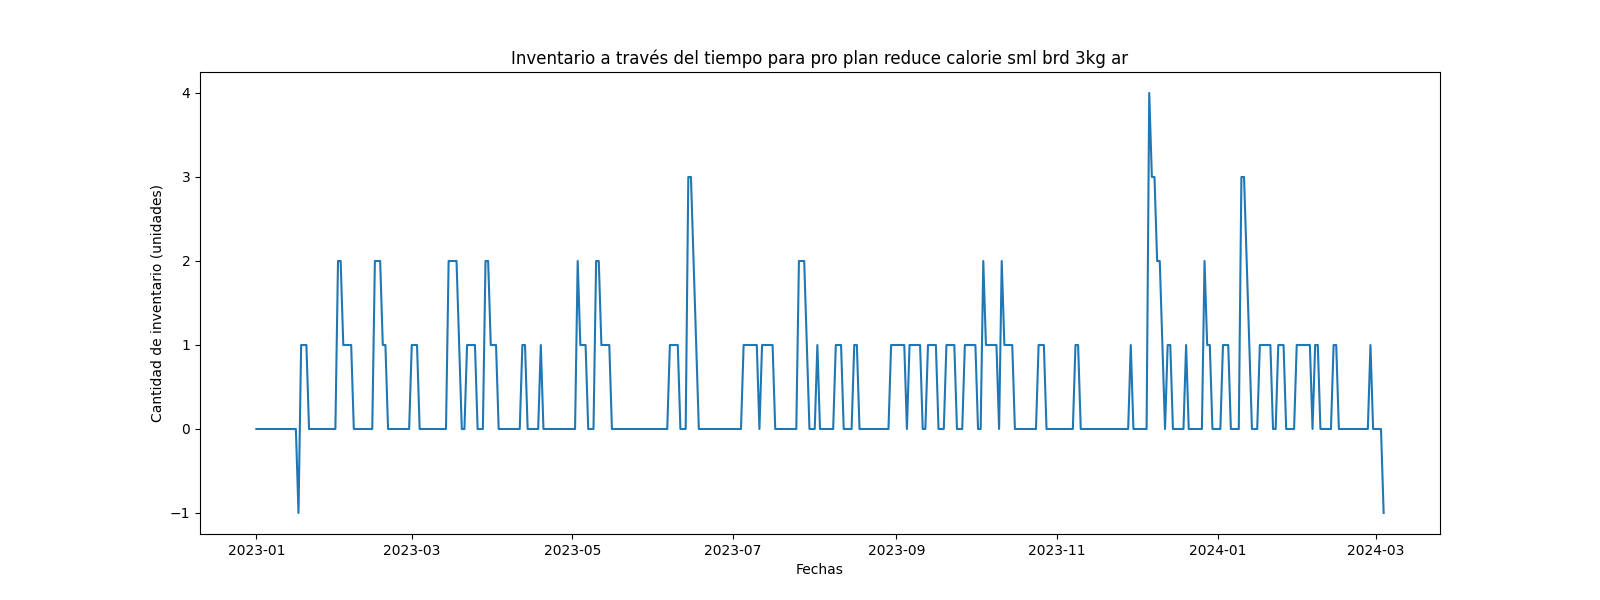 Inventario a través del tiempo para pro plan reduce calorie sml brd 3kg ar
Cantidad de inventario (unidades)
4
3
2
1
0
−1
2023-01 2023-03 2023-05 2023-07 2023-09 2023-11 2024-01 2024-03
Fechas